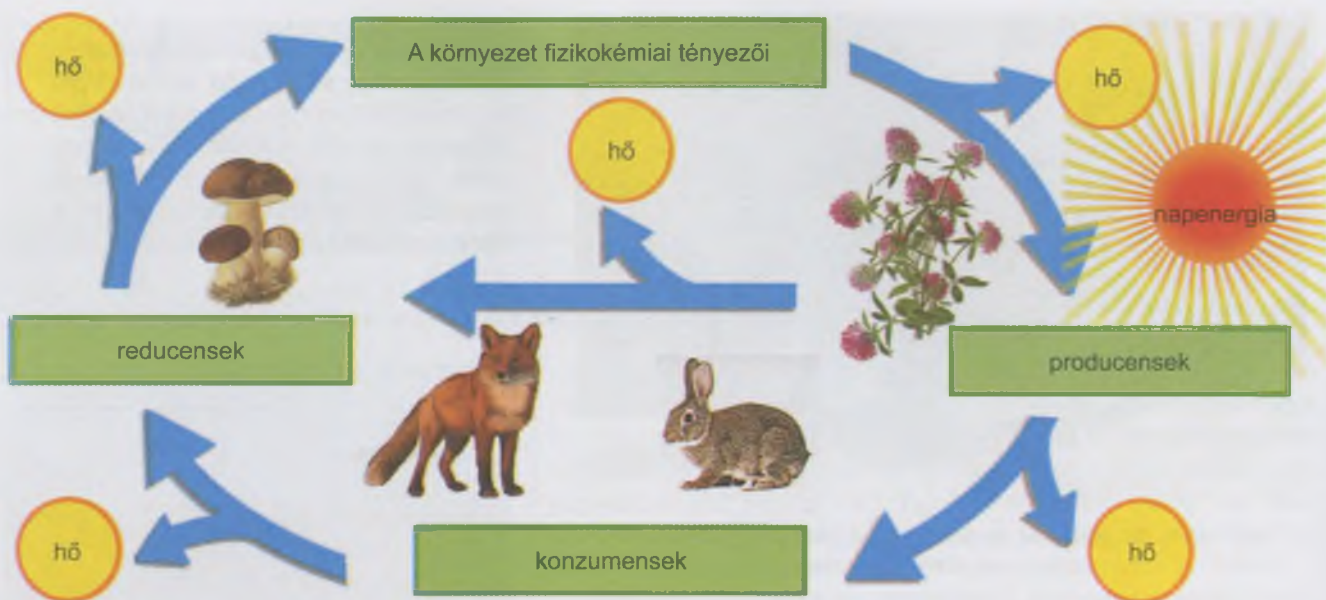 hő
A környezet fizikokémiai tényezői
hő
hő
napenergia
reducensek
producensek
hő
konzumensek
hő